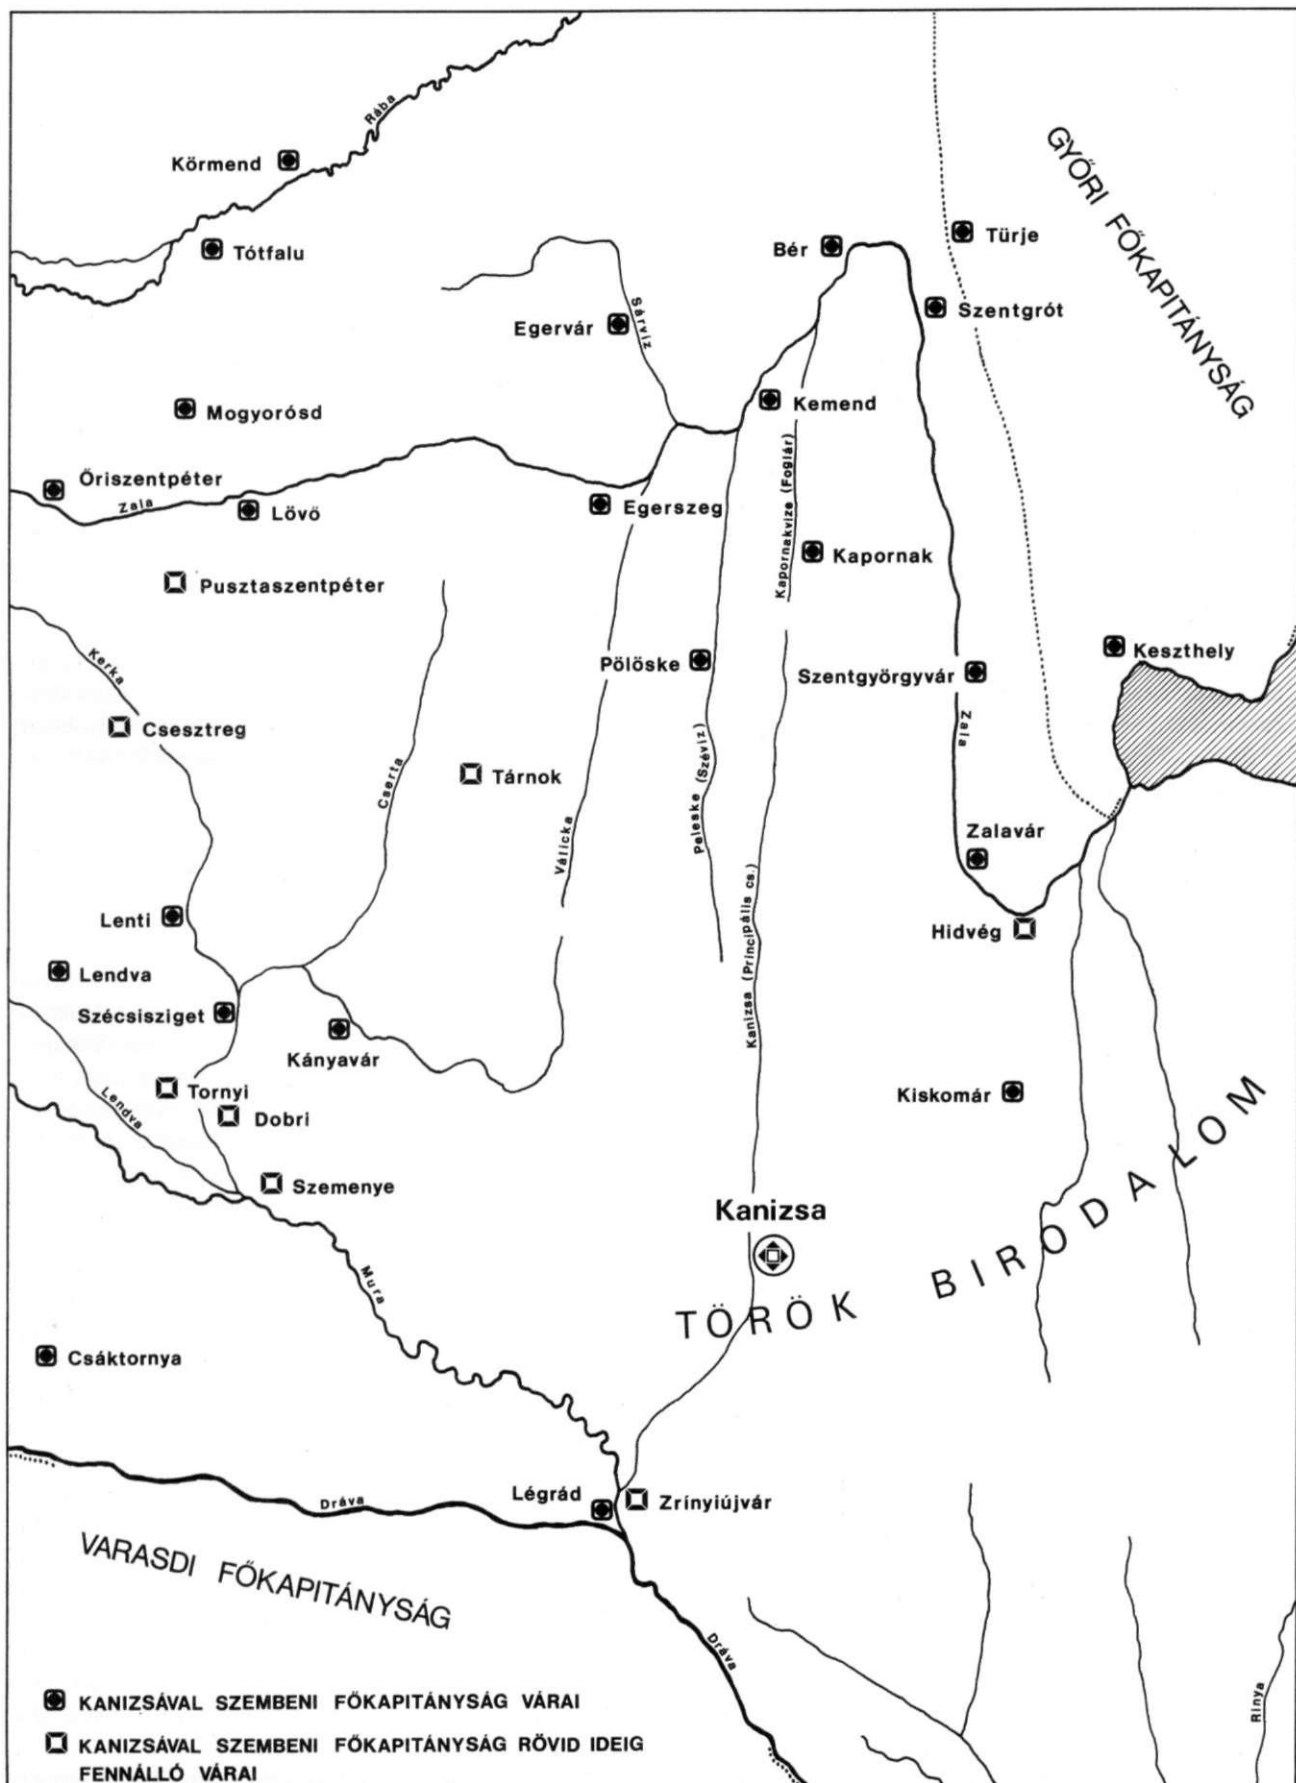 Rába
Körmend
Tótfalu
GYŐRI FŐKAPITÁNYSÁG
Türje
Bér
Szentgrót
Egervár
Sárvíz
Mogyorósd
Kemend
Őriszentpéter
Zala
Lövő
Egerszeg
Kapornakvize (Foglár)
Kapornak
Pusztaszentpéter
Kerka
Pölöske
Szentgyörgyvár
Keszthely
Csesztreg
Zala
Tárnok
Cserta
Peleske (Szévíz)
Válicka
Zalavár
Lenti
Kanizsa (Principális cs.)
Hidvég
Lendva
Szécsisziget
Kányavár
Tornyi
Lendva
Dobri
Kiskomár
Szemenye
Kanizsa
TÖRÖK BIRODALOM
Mura
Csáktornya
Légrád
Zrínyiújvár
Dráva
VARASDI FŐKAPITÁNYSÁG
Dráva
Rinya
KANIZSÁVAL SZEMBENI FŐKAPITÁNYSÁG VÁRAI
KANIZSÁVAL SZEMBENI FŐKAPITÁNYSÁG RÖVID IDEIG
FENNÁLLÓ VÁRAI